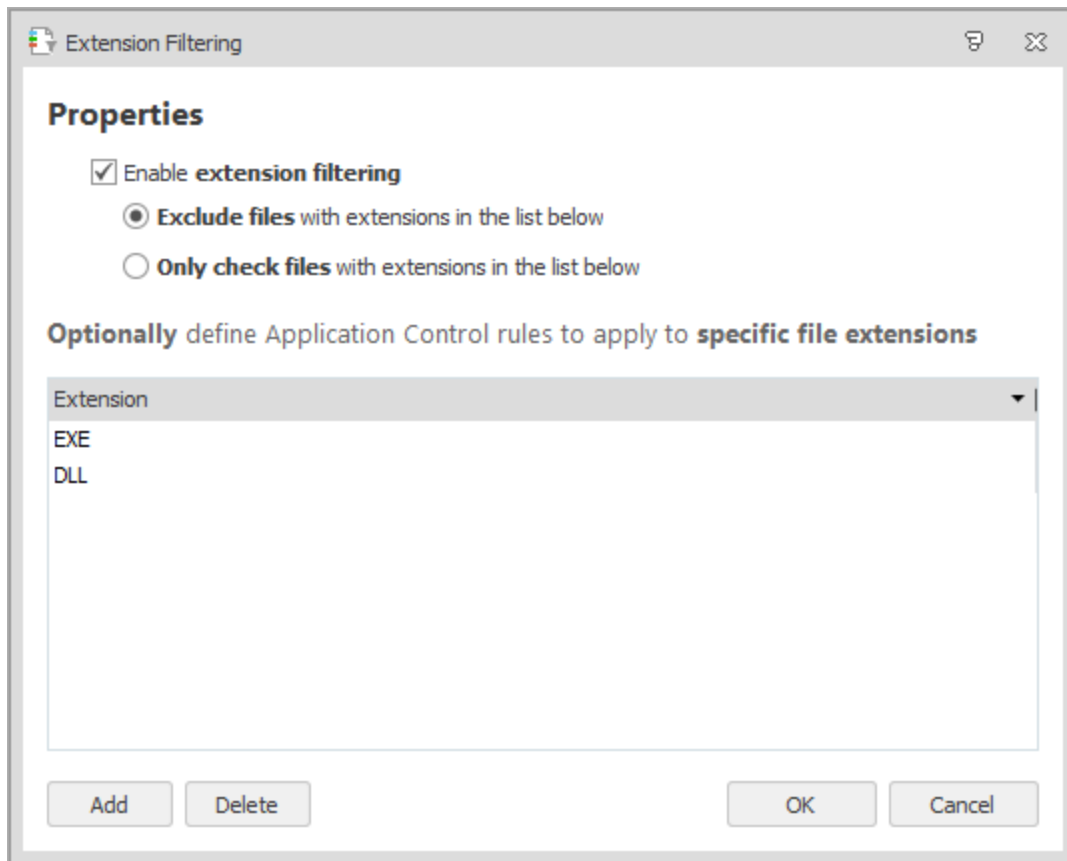 Extension Filtering
Properties
Enable extension filtering
Exclude files with extensions in the list below
Only check files with extensions in the list below
Optionally define Application Control rules to apply to specific file extensions
Extension
EXE
DLL
Add Delete OK Cancel